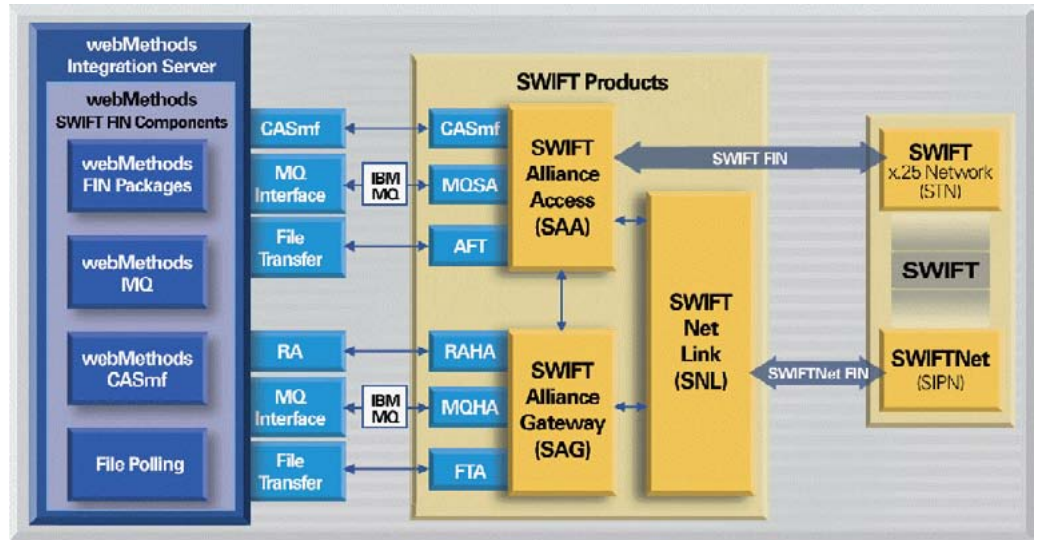 webMethods
Integration Server
webMethods
SWIFT FIN Components
webMethods
FIN Packages
webMethods
MQ
webMethods
CASmf
File Polling
CASmf
MQ
Interface
File
Transfer
RA
MQ
Interface
File
Transfer
IBM
MQ
IBM
MQ
SWIFT Products
CASmf
MQSA
AFT
RAHA
MQHA
FTA
SWIFT
Alliance
Access
(SAA)
SWIFT
Alliance
Gateway
(SAG)
SWIFT
Net
Link
(SNL)
SWIFT FIN
SWIFTNet FIN
SWIFT
x.25 Network
(STN)
SWIFT
SWIFTNet
(SIPN)